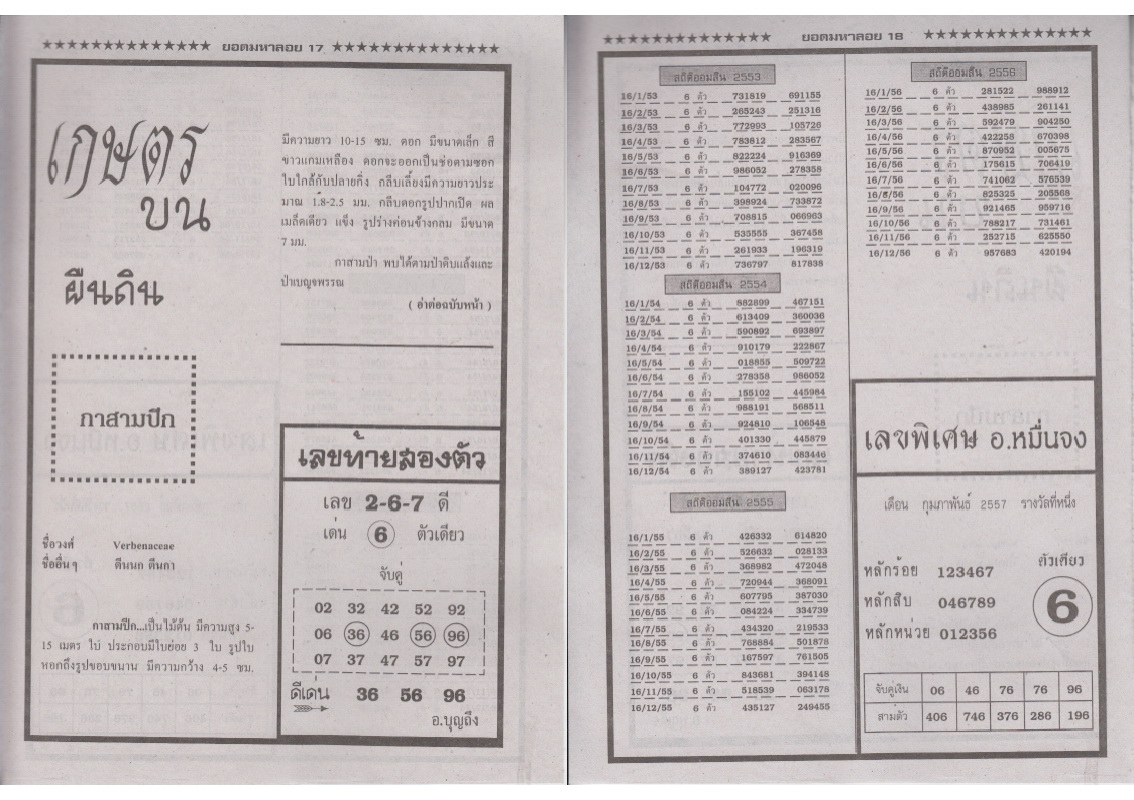 ★★★★★★★★★★★★★★ ยอดมหาลอย 17 ★★★★★★★★★★★★★★
เกษตร
บน
ผืนดิน
กาสามปีก
ชื่อวงศ์ Verbenaceae
ชื่ออื่นๆ ตีนนก ตีนกา
กาสามปีก...เป็นไม้ต้น มีความสูง 5-
15 เมตร ใบ ประกอบมีใบย่อย 3 ใบ รูปใบ
หอกถึงรูปขอบขนาน มีความกว้าง 4-5 ซม.
มีความยาว 10-15 ซม. ดอก มีขนาดเล็ก สี
ขาวแกมเหลือง ดอกจะออกเป็นช่อตามซอก
ใบใกล้กับปลายกิ่ง กลีบเลี้ยงมีความยาวประ
มาณ 1.8-2.5 มม. กลีบดอกรูปปากเปิด ผล
เมล็ดเดียว แข็ง รูปร่างค่อนข้างกลม มีขนาด
7 มม.
กาสามปีก พบได้ตามป่าดิบแล้งและ
ป่าเบญจพรรณ
( อ่านต่อฉบับหน้า )
เลขท้ายสองตัว
เลข 2-6-7 ดี
เด่น 6 ตัวเดียว
จับคู่
02 32 42 52 92
06 36 46 56 96
07 37 47 57 97
ดีเด่น 36 56 96
อ.บุญถึง
★★★★★★★★★★★★★★ ยอดมหาลอย 18 ★★★★★★★★★★★★★★
สถิติออมสิน 2553
16/1/53 6 ตัว 731819 691155
16/2/53 6 ตัว 265243 251316
16/3/53 6 ตัว 772993 105726
16/4/53 6 ตัว 783812 283567
16/5/53 6 ตัว 822224 916369
16/6/53 6 ตัว 986052 278358
16/7/53 6 ตัว 104772 020096
16/8/53 6 ตัว 398924 733872
16/9/53 6 ตัว 708815 066963
16/10/53 6 ตัว 535555 367458
16/11/53 6 ตัว 261933 196319
16/12/53 6 ตัว 736797 817838
สถิติออมสิน 2554
16/1/54 6 ตัว 882899 467151
16/2/54 6 ตัว 613409 360036
16/3/54 6 ตัว 590892 693897
16/4/54 6 ตัว 910179 222867
16/5/54 6 ตัว 018855 509722
16/6/54 6 ตัว 278358 986052
16/7/54 6 ตัว 155102 445984
16/8/54 6 ตัว 988191 568511
16/9/54 6 ตัว 924810 106548
16/10/54 6 ตัว 401330 445879
16/11/54 6 ตัว 374610 083446
16/12/54 6 ตัว 389127 423781
สถิติออมสิน 2555
16/1/55 6 ตัว 426332 614820
16/2/55 6 ตัว 526632 028133
16/3/55 6 ตัว 368982 472048
16/4/55 6 ตัว 720944 368091
16/5/55 6 ตัว 607795 387030
16/6/55 6 ตัว 084224 334739
16/7/55 6 ตัว 434320 219533
16/8/55 6 ตัว 768884 501878
16/9/55 6 ตัว 167597 761505
16/10/55 6 ตัว 843681 394148
16/11/55 6 ตัว 518539 063178
16/12/55 6 ตัว 435127 249455
สถิติออมสิน 2556
16/1/56 6 ตัว 281522 988912
16/2/56 6 ตัว 438985 261141
16/3/56 6 ตัว 592479 904250
16/4/56 6 ตัว 422258 670398
16/5/56 6 ตัว 870952 005675
16/6/56 6 ตัว 175615 706419
16/7/56 6 ตัว 741062 576539
16/8/56 6 ตัว 825325 205568
16/9/56 6 ตัว 921465 959716
16/10/56 6 ตัว 788217 731461
16/11/56 6 ตัว 252715 625550
16/12/56 6 ตัว 957683 420194
เลขพิเศษ อ.หมื่นจง
เดือน กุมภาพันธ์ 2557 รางวัลที่หนึ่ง
ตัวเดียว
หลักร้อย 123467
หลักสิบ 046789
6
หลักหน่วย 012356
จับคู่เงิน 06 46 76 76 96
สามตัว 406 746 376 286 196